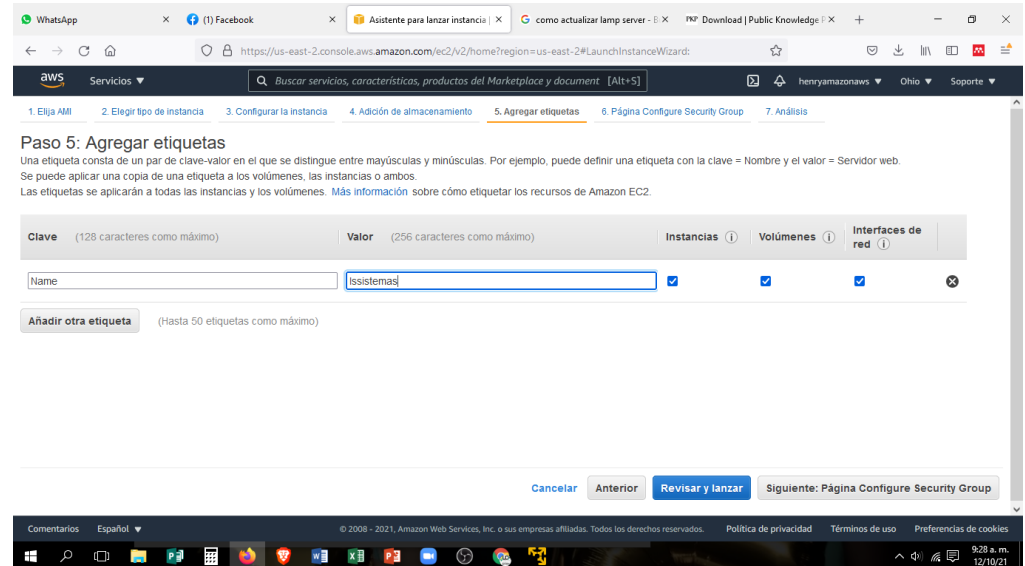 WhatsApp × (1) Facebook × Asistente para lanzar instancia | × como actualizar lamp server - B × PKP Download | Public Knowledge P × +
https://us-east-2.console.aws.amazon.com/ec2/v2/home?region=us-east-2#LaunchInstanceWizard:
aws Servicios ▼ Buscar servicios, características, productos del Marketplace y document [Alt+S] henryamazonaws ▼ Ohio ▼ Soporte ▼
1. Elija AMI 2. Elegir tipo de instancia 3. Configurar la instancia 4. Adición de almacenamiento 5. Agregar etiquetas 6. Página Configure Security Group 7. Análisis
Paso 5: Agregar etiquetas
Una etiqueta consta de un par de clave-valor en el que se distingue entre mayúsculas y minúsculas. Por ejemplo, puede definir una etiqueta con la clave = Nombre y el valor = Servidor web.
Se puede aplicar una copia de una etiqueta a los volúmenes, las instancias o ambos.
Las etiquetas se aplicarán a todas las instancias y los volúmenes. Más información sobre cómo etiquetar los recursos de Amazon EC2.
Clave (128 caracteres como máximo) Valor (256 caracteres como máximo) Instancias Volúmenes Interfaces de red
Name Issistemas
Añadir otra etiqueta (Hasta 50 etiquetas como máximo)
Cancelar Anterior Revisar y lanzar Siguiente: Página Configure Security Group
Comentarios Español ▼ © 2008 - 2021, Amazon Web Services, Inc. o sus empresas afiliadas. Todos los derechos reservados. Política de privacidad Términos de uso Preferencias de cookies
9:28 a. m.
12/10/21